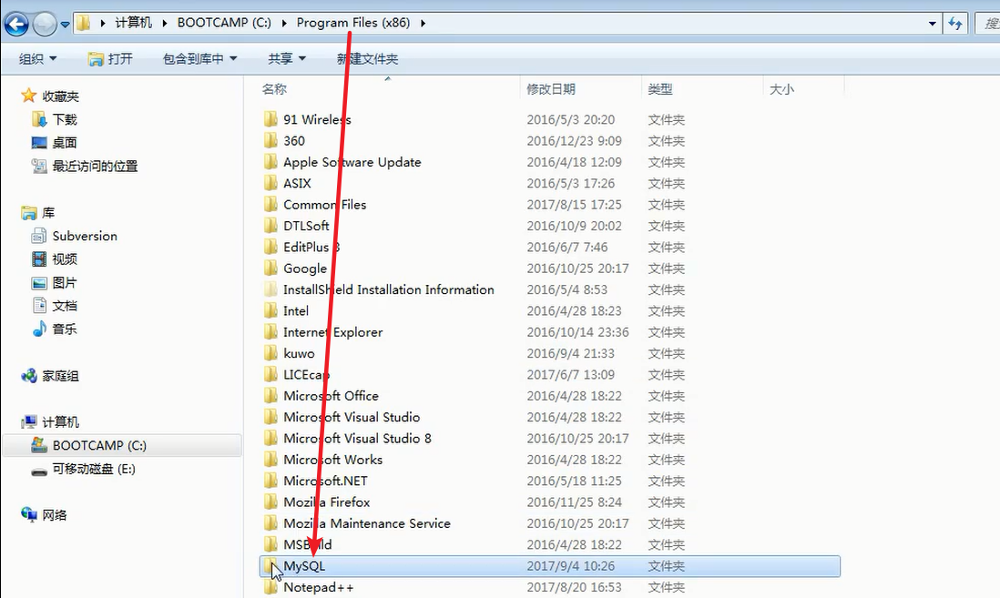 计算机 BOOTCAMP (C:) Program Files (x86)
组织 打开 包含到库中 共享 新建文件夹
收藏夹
下载
桌面
最近访问的位置
库
Subversion
视频
图片
文档
音乐
家庭组
计算机
BOOTCAMP (C:)
可移动磁盘 (E:)
网络
名称 修改日期 类型 大小
91 Wireless 2016/5/3 20:20 文件夹
360 2016/12/23 9:09 文件夹
Apple Software Update 2016/4/18 12:09 文件夹
ASIX 2016/5/3 17:26 文件夹
Common Files 2017/8/15 17:25 文件夹
DTLSoft 2016/10/9 20:02 文件夹
EditPlus 3 2016/6/7 7:46 文件夹
Google 2016/10/25 20:17 文件夹
InstallShield Installation Information 2016/5/4 8:53 文件夹
Intel 2016/4/28 18:23 文件夹
Internet Explorer 2016/10/14 23:36 文件夹
kuwo 2016/9/4 21:33 文件夹
LICEcap 2017/6/7 13:09 文件夹
Microsoft Office 2016/4/28 18:22 文件夹
Microsoft Visual Studio 2016/4/28 18:22 文件夹
Microsoft Visual Studio 8 2016/10/25 20:17 文件夹
Microsoft Works 2016/4/28 18:22 文件夹
Microsoft.NET 2016/5/18 11:25 文件夹
Mozilla Firefox 2016/11/25 8:24 文件夹
Mozilla Maintenance Service 2016/10/25 20:17 文件夹
MSBuild 2016/4/28 18:22 文件夹
MySQL 2017/9/4 10:26 文件夹
Notepad++ 2017/8/20 16:53 文件夹